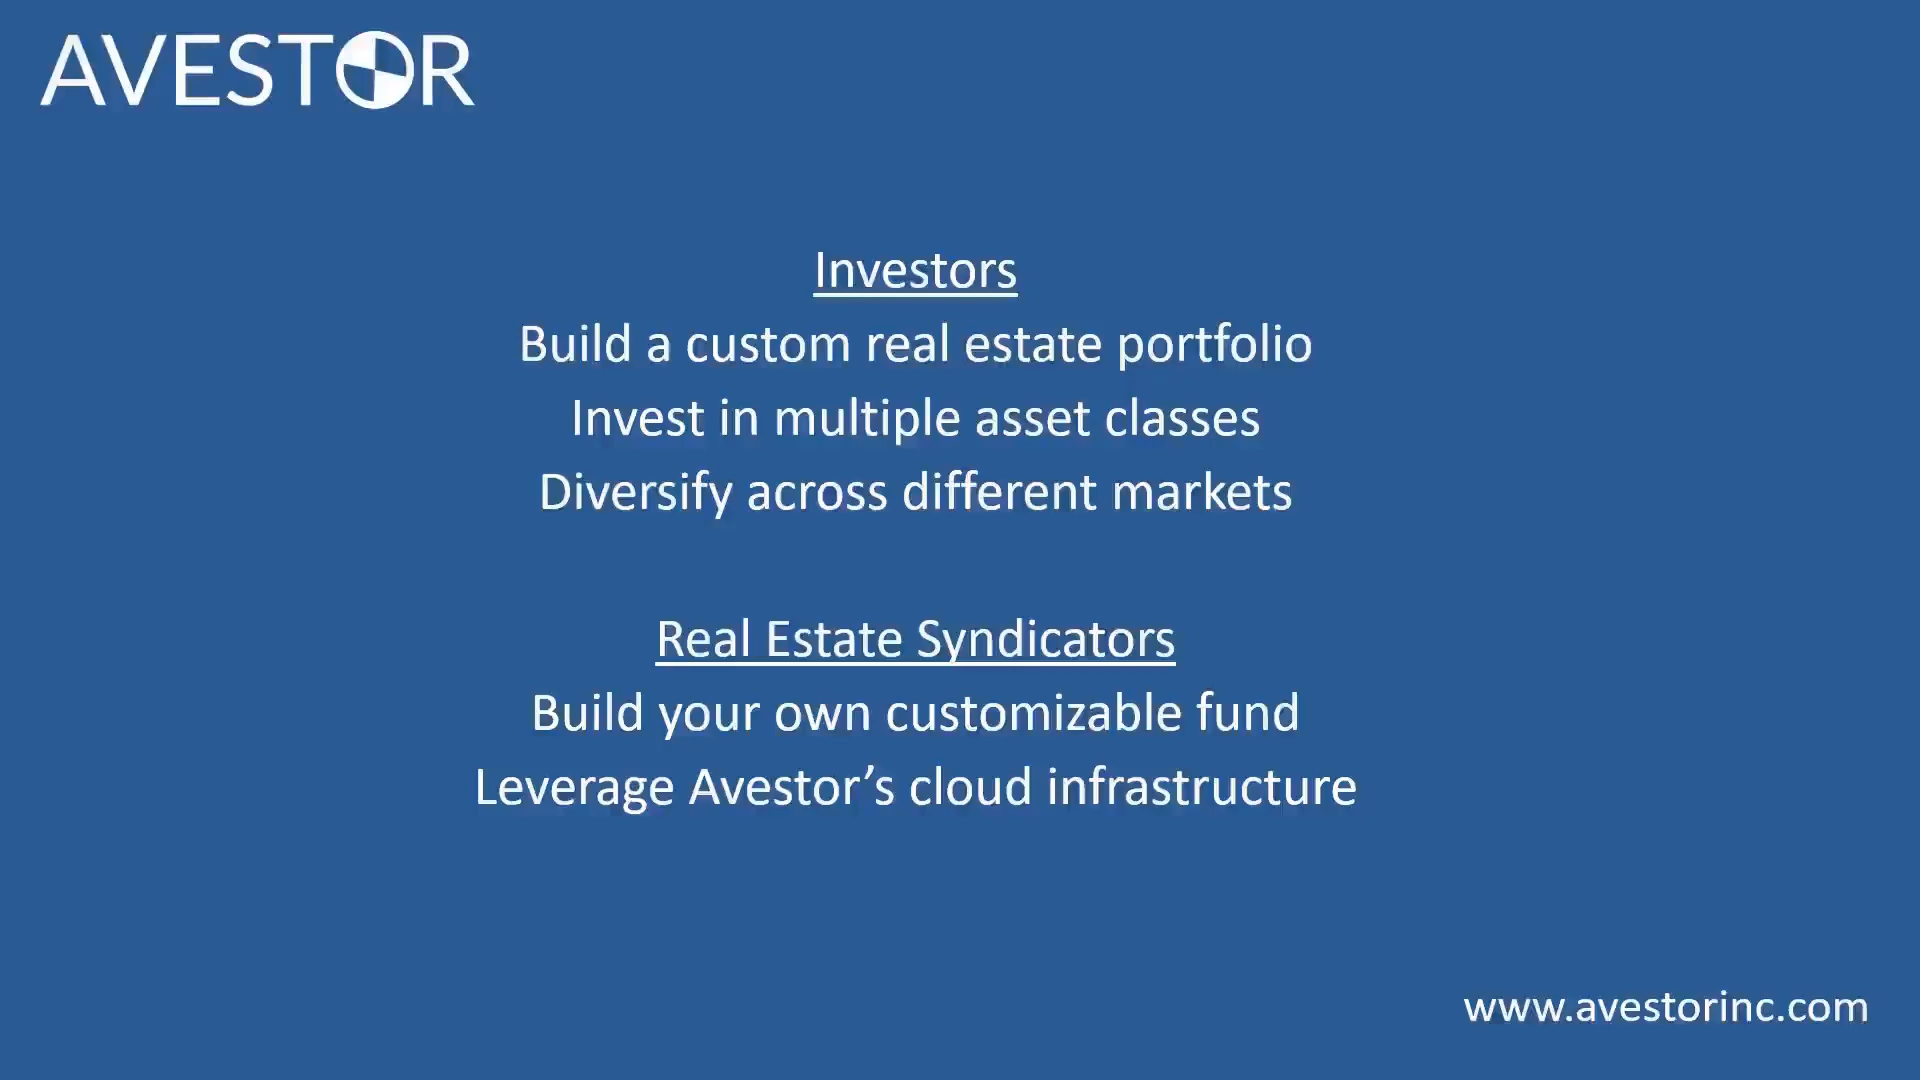 AVESTOR
Investors
Build a custom real estate portfolio
Invest in multiple asset classes
Diversify across different markets
Real Estate Syndicators
Build your own customizable fund
Leverage Avestor’s cloud infrastructure
www.avestorinc.com